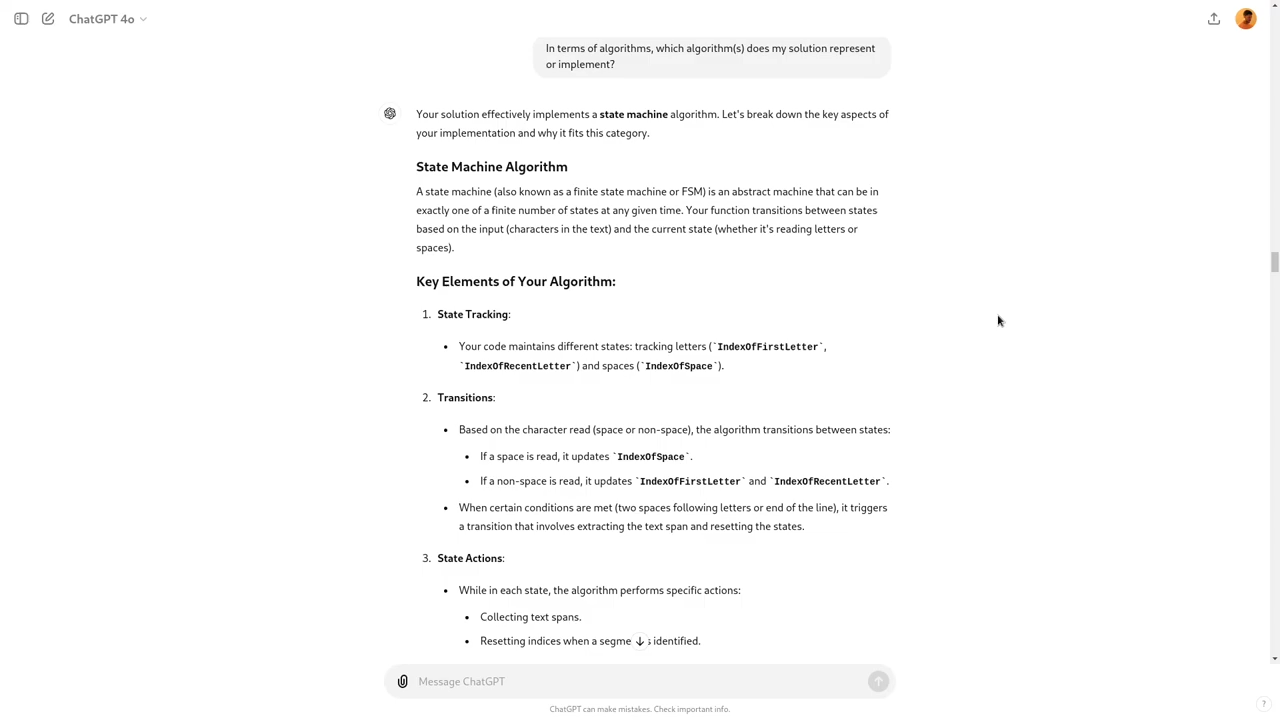 ChatGPT 4o
In terms of algorithms, which algorithm(s) does my solution represent
or implement?
Your solution effectively implements a state machine algorithm. Let's break down the key aspects of
your implementation and why it fits this category.
State Machine Algorithm
A state machine (also known as a finite state machine or FSM) is an abstract machine that can be in
exactly one of a finite number of states at any given time. Your function transitions between states
based on the input (characters in the text) and the current state (whether it's reading letters or
spaces).
Key Elements of Your Algorithm:
1. State Tracking:
• Your code maintains different states: tracking letters (`IndexOfFirstLetter`,
`IndexOfRecentLetter`) and spaces (`IndexOfSpace`).
2. Transitions:
• Based on the character read (space or non-space), the algorithm transitions between states:
• If a space is read, it updates `IndexOfSpace`.
• If a non-space is read, it updates `IndexOfFirstLetter` and `IndexOfRecentLetter`.
• When certain conditions are met (two spaces following letters or end of the line), it triggers
a transition that involves extracting the text span and resetting the states.
3. State Actions:
• While in each state, the algorithm performs specific actions:
• Collecting text spans.
• Resetting indices when a segme s identified.
Message ChatGPT
ChatGPT can make mistakes. Check important info.
?